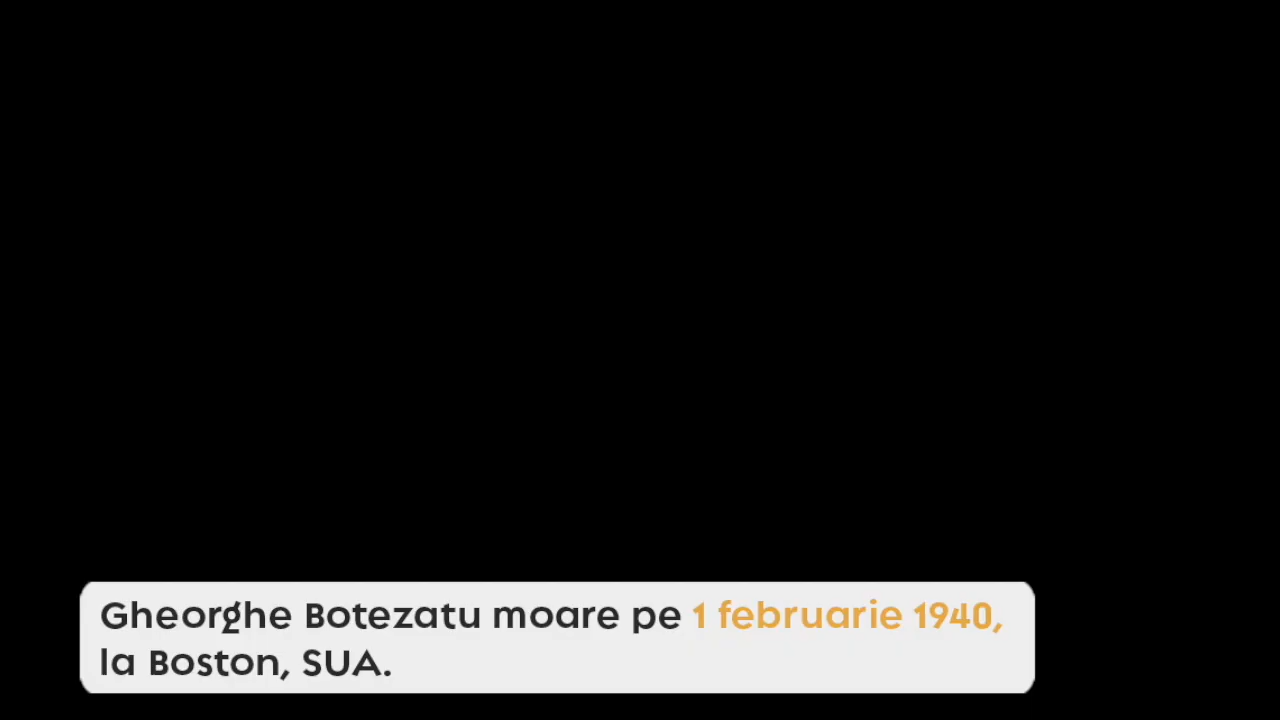 Gheorghe Botezatu moare pe 1 februarie 1940,
la Boston, SUA.